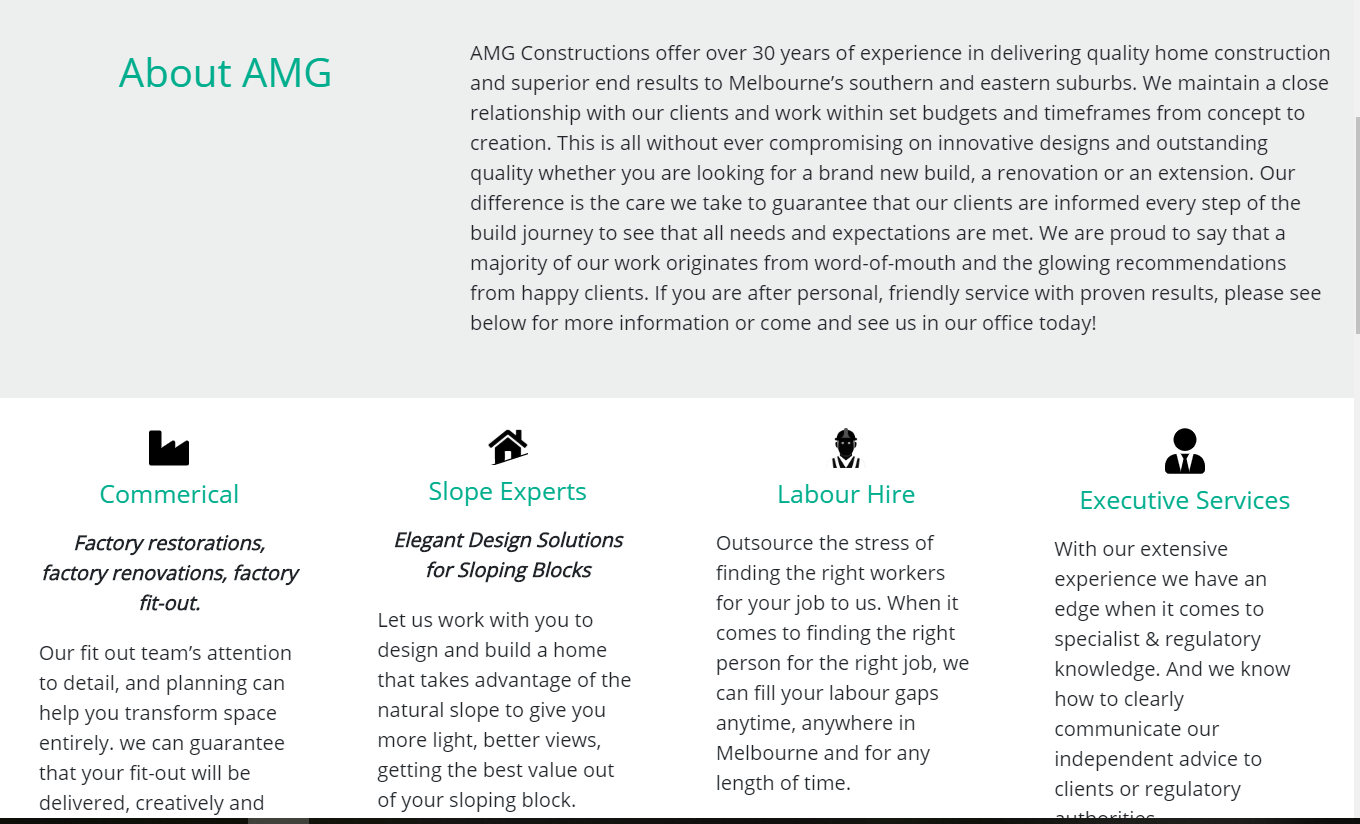 About AMG
AMG Constructions offer over 30 years of experience in delivering quality home construction
and superior end results to Melbourne’s southern and eastern suburbs. We maintain a close
relationship with our clients and work within set budgets and timeframes from concept to
creation. This is all without ever compromising on innovative designs and outstanding
quality whether you are looking for a brand new build, a renovation or an extension. Our
difference is the care we take to guarantee that our clients are informed every step of the
build journey to see that all needs and expectations are met. We are proud to say that a
majority of our work originates from word-of-mouth and the glowing recommendations
from happy clients. If you are after personal, friendly service with proven results, please see
below for more information or come and see us in our office today!
Commerical
Factory restorations,
factory renovations, factory
fit-out.
Our fit out team’s attention
to detail, and planning can
help you transform space
entirely. we can guarantee
that your fit-out will be
delivered, creatively and
Slope Experts
Elegant Design Solutions
for Sloping Blocks
Let us work with you to
design and build a home
that takes advantage of the
natural slope to give you
more light, better views,
getting the best value out
of your sloping block.
Labour Hire
Outsource the stress of
finding the right workers
for your job to us. When it
comes to finding the right
person for the right job, we
can fill your labour gaps
anytime, anywhere in
Melbourne and for any
length of time.
Executive Services
With our extensive
experience we have an
edge when it comes to
specialist & regulatory
knowledge. And we know
how to clearly
communicate our
independent advice to
clients or regulatory
authorities.